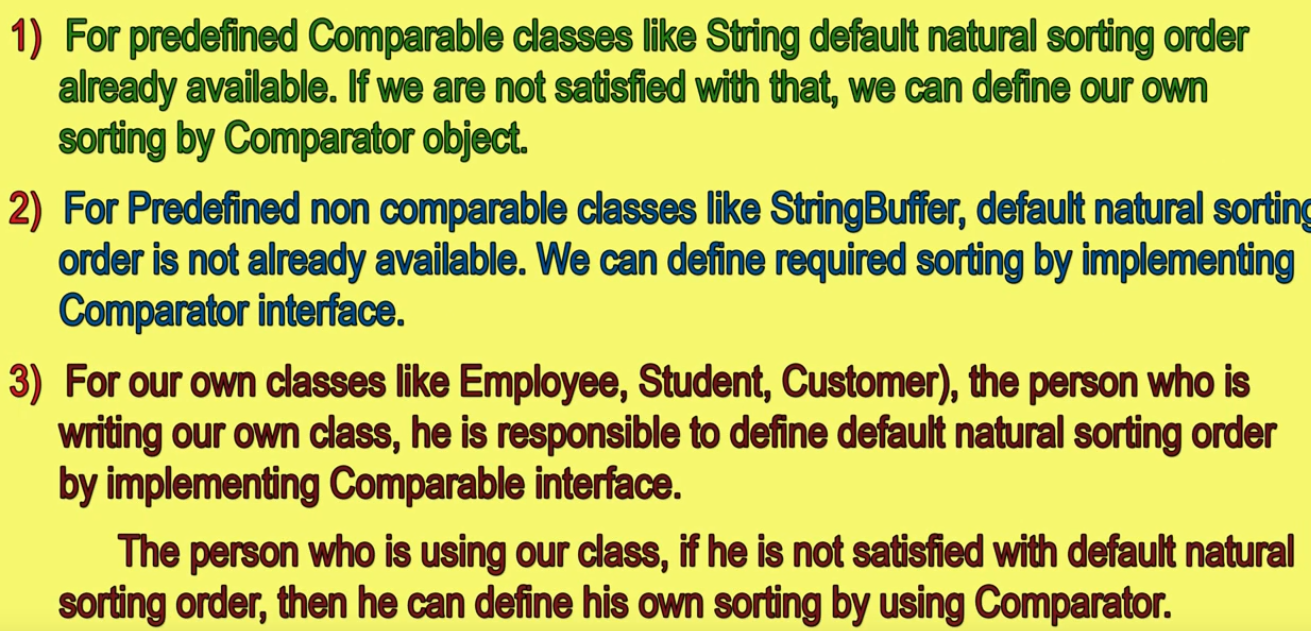 1) For predefined Comparable classes like String default natural sorting order
already available. If we are not satisfied with that, we can define our own
sorting by Comparator object.
2) For Predefined non comparable classes like StringBuffer, default natural sorting
order is not already available. We can define required sorting by implementing
Comparator interface.
3) For our own classes like Employee, Student, Customer), the person who is
writing our own class, he is responsible to define default natural sorting order
by implementing Comparable interface.
The person who is using our class, if he is not satisfied with default natural
sorting order, then he can define his own sorting by using Comparator.